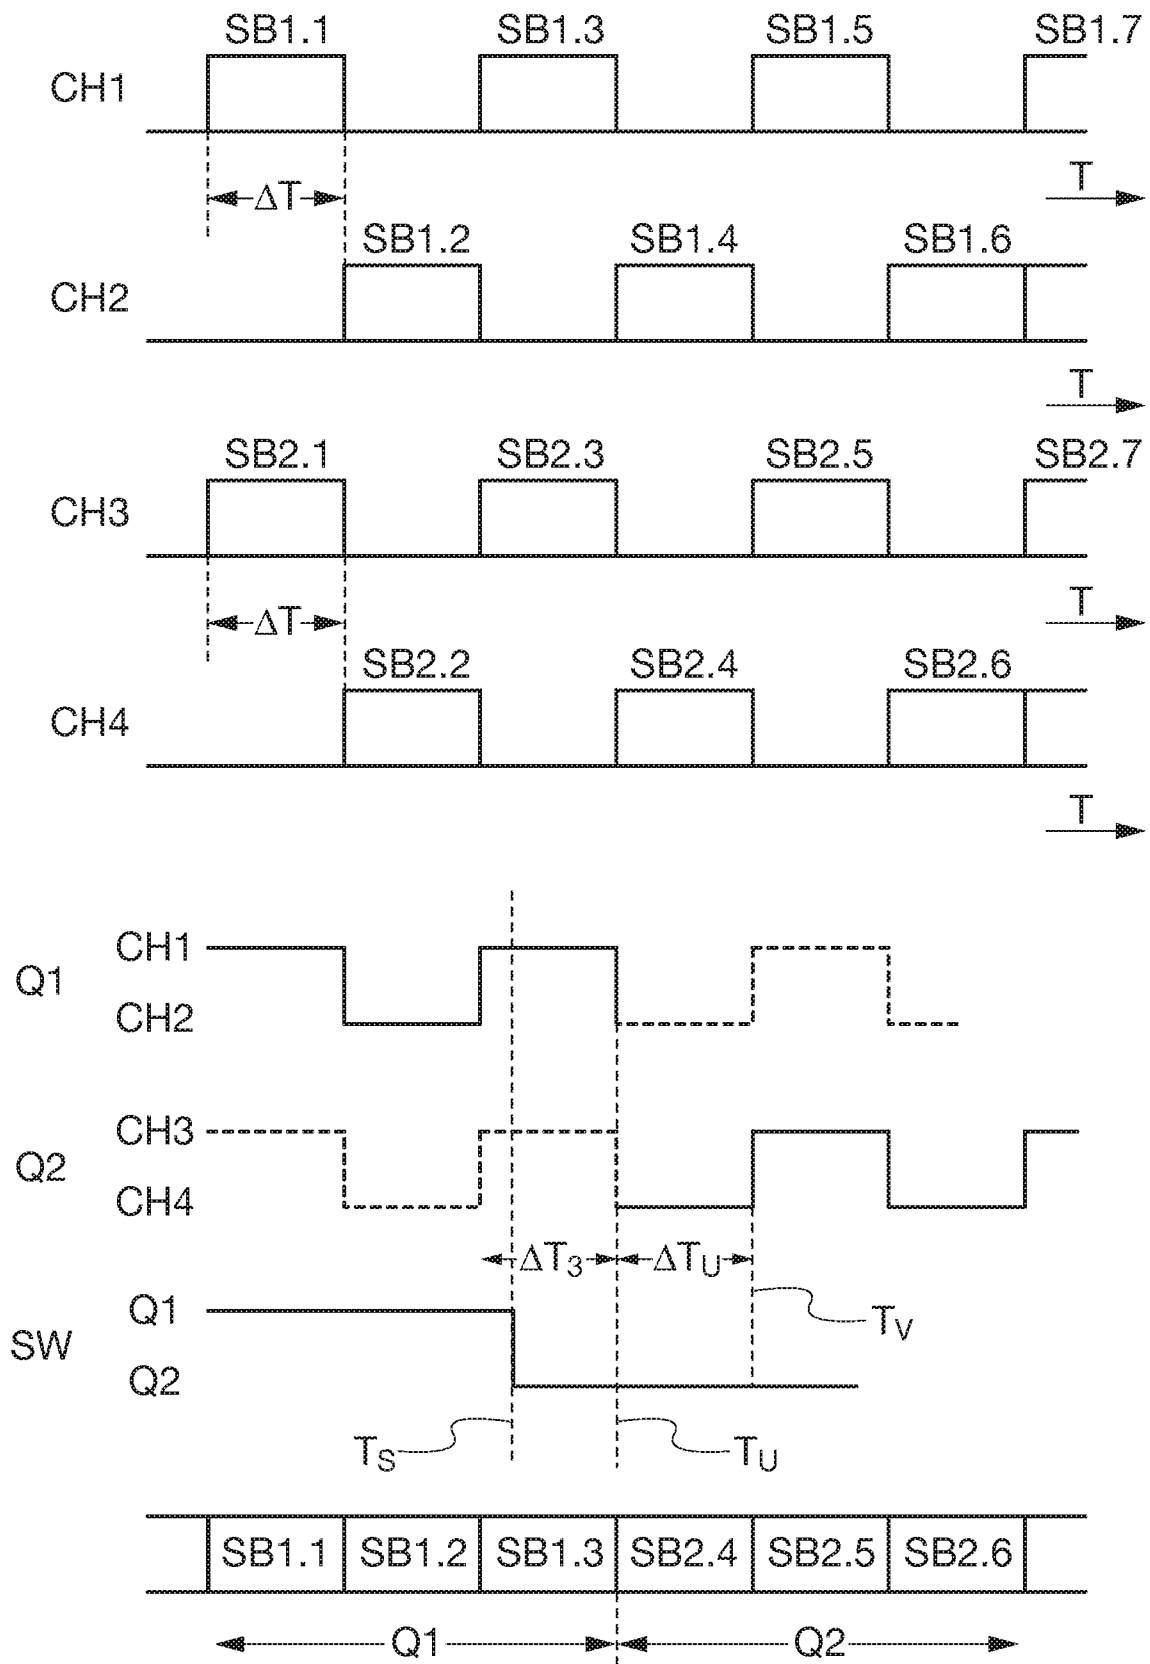 SB1.1 SB1.3 SB1.5 SB1.7
CH1
ΔT T
SB1.2 SB1.4 SB1.6
CH2
T
SB2.1 SB2.3 SB2.5 SB2.7
CH3
ΔT T
SB2.2 SB2.4 SB2.6
CH4
T
CH1
Q1
CH2
CH3
Q2
CH4
ΔT3 ΔTU
Q1 TV
SW
Q2
TS TU
SB1.1 SB1.2 SB1.3 SB2.4 SB2.5 SB2.6
Q1 Q2